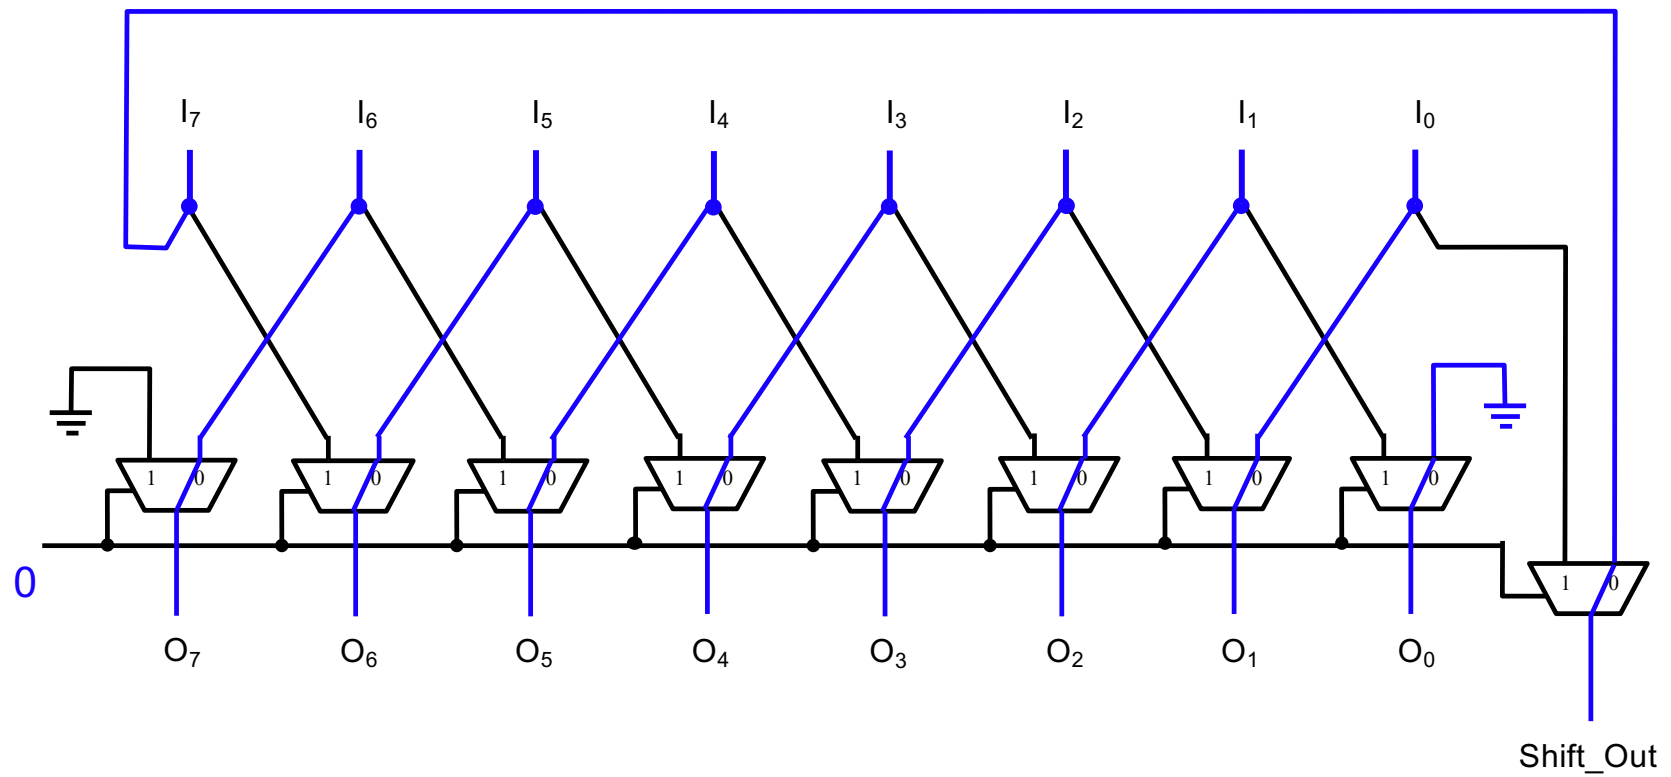 I7 I6 I5 I4 I3 I2 I1 I0
1 0 1 0 1 0 1 0 1 0 1 0 1 0 1 0
0
1 0
O7 O6 O5 O4 O3 O2 O1 O0
Shift_Out